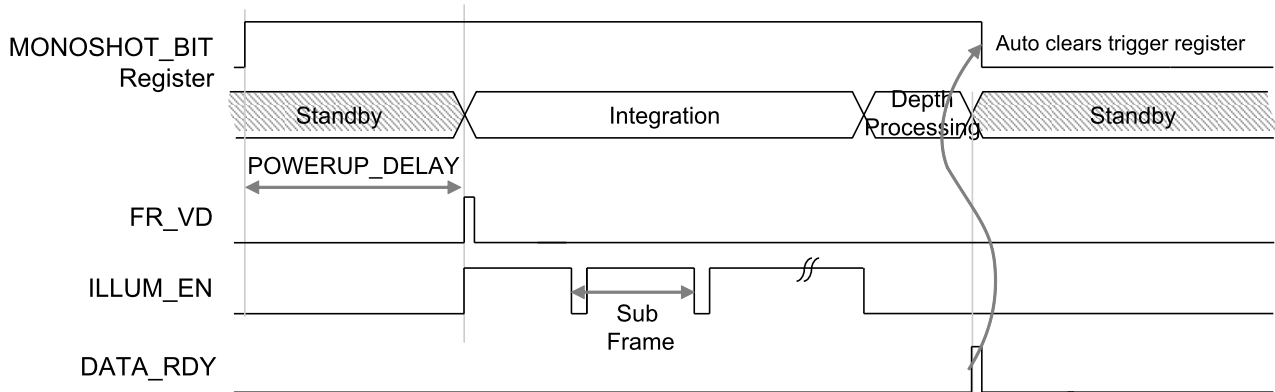 MONOSHOT_BIT
Register
Auto clears trigger register
Standby
Integration
Depth
Processing
Standby
POWERUP_DELAY
FR_VD
ILLUM_EN
Sub
Frame
DATA_RDY